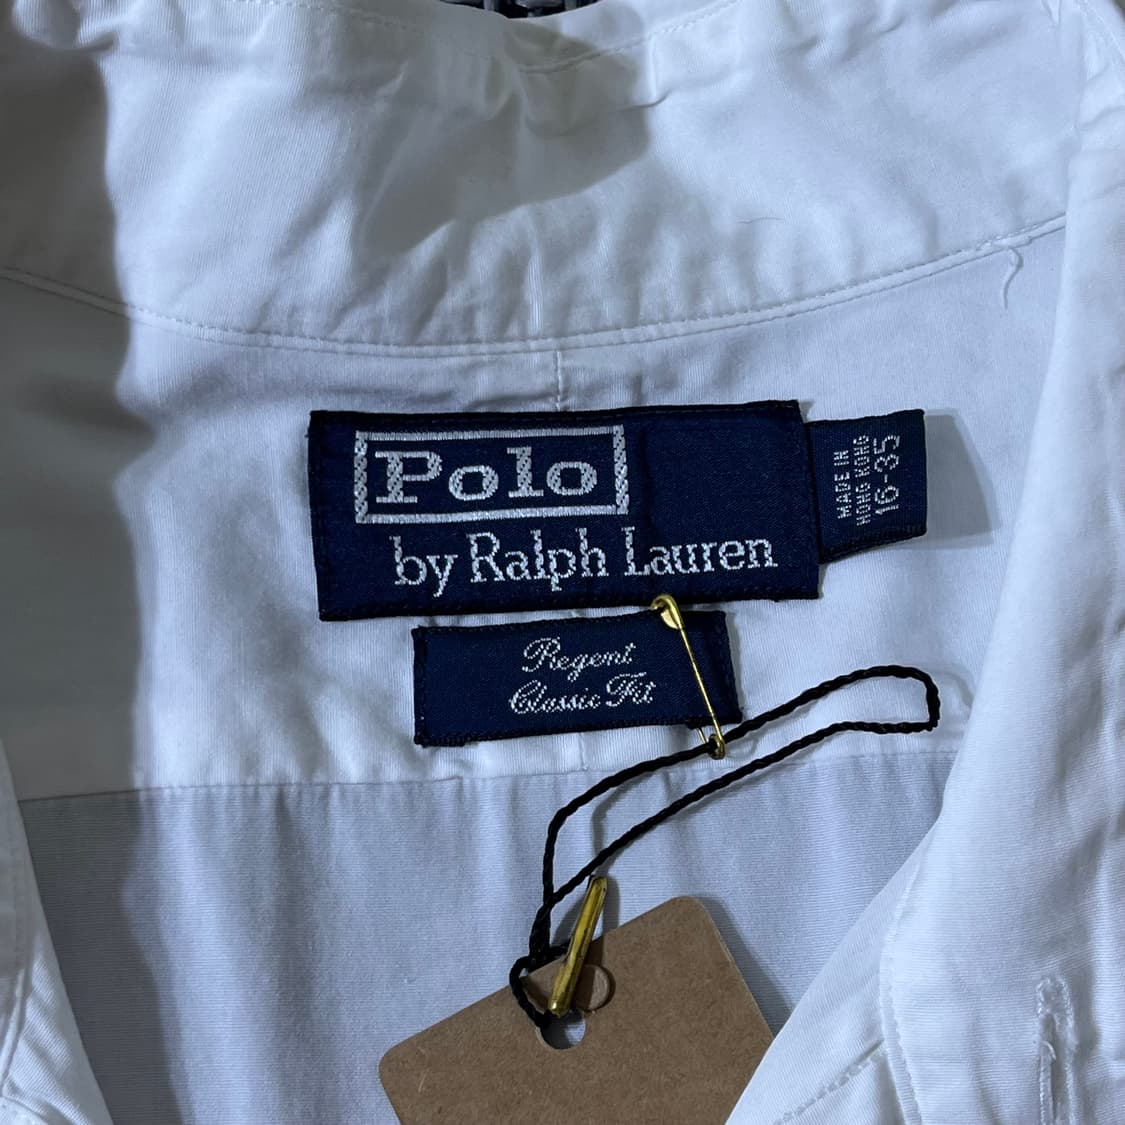 Polo
by Ralph Lauren
MADE IN
HONG KONG
16-35
Regent
Classic Fit